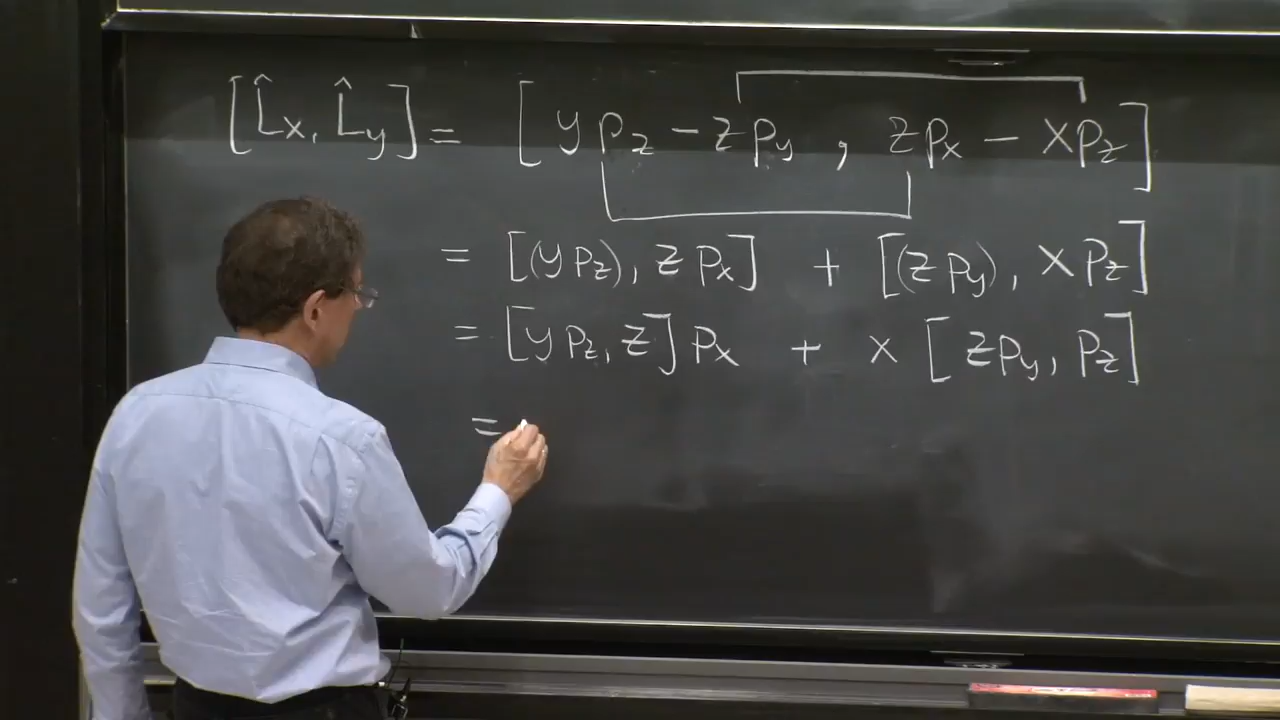 [L̂x, L̂y] = [y pz − z py , z px − x pz]
= [(y pz), z px] + [(z py), x pz]
= [y pz, z] px + x [z py, pz]
=